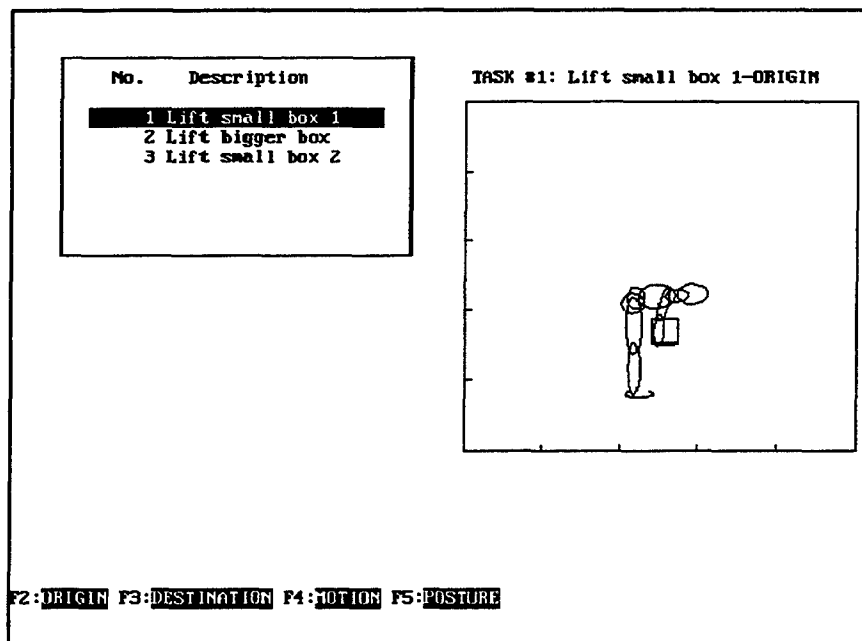 No. Description
1 Lift small box 1
2 Lift bigger box
3 Lift small box 2
TASK #1: Lift small box 1-ORIGIN
F2:ORIGIN F3:DESTINATION F4:MOTION F5:POSTURE